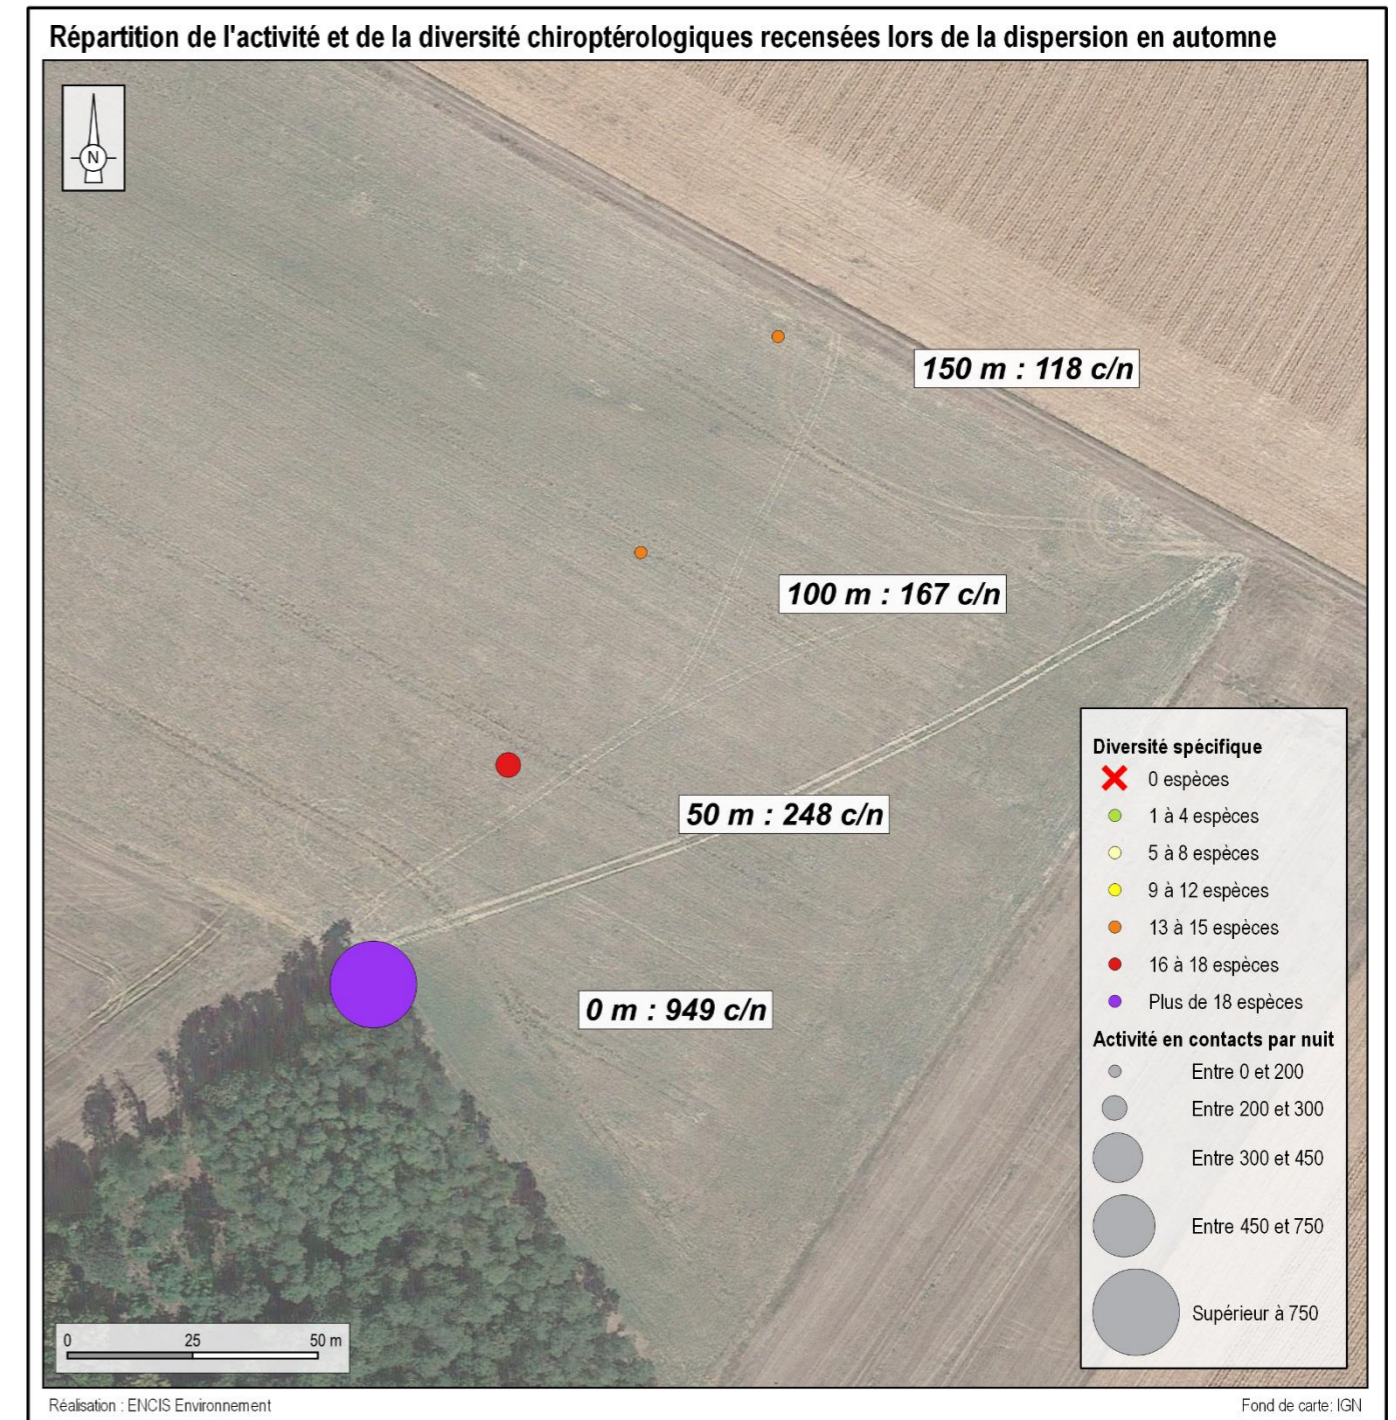 Répartition de l'activité et de la diversité chiroptérologiques recensées lors de la dispersion en automne
N
150 m : 118 c/n
100 m : 167 c/n
50 m : 248 c/n
0 m : 949 c/n
Diversité spécifique
0 espèces
1 à 4 espèces
5 à 8 espèces
9 à 12 espèces
13 à 15 espèces
16 à 18 espèces
Plus de 18 espèces
Activité en contacts par nuit
Entre 0 et 200
Entre 200 et 300
Entre 300 et 450
Entre 450 et 750
Supérieur à 750
0 25 50 m
Réalisation : ENCIS Environnement
Fond de carte: IGN